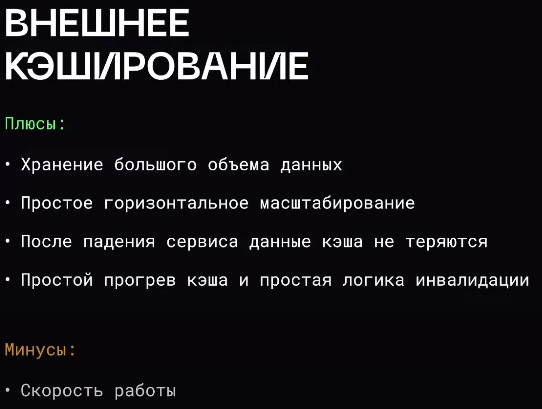 ВНЕШНЕЕ
КЭШИРОВАНИЕ
Плюсы:
• Хранение большого объема данных
• Простое горизонтальное масштабирование
• После падения сервиса данные кэша не теряются
• Простой прогрев кэша и простая логика инвалидации
Минусы:
• Скорость работы